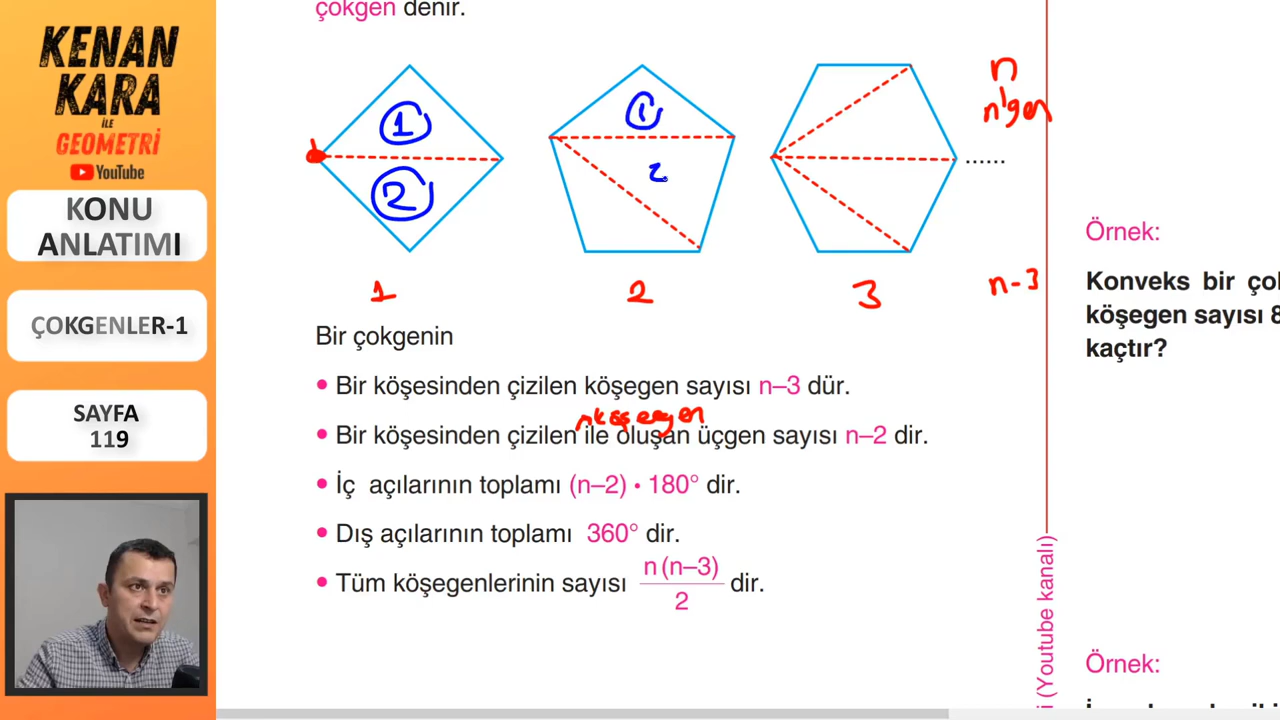 KENAN
KARA
İLE
GEOMETRİ
YouTube
KONU
ANLATIMI
ÇOKGENLER-1
SAYFA
119
çokgen denir.
1
2
1
2
n
n'gen
......
1
2
3
n-3
Bir çokgenin
• Bir köşesinden çizilen köşegen sayısı n–3 dür.
köşegen
• Bir köşesinden çizilen ile oluşan üçgen sayısı n–2 dir.
• İç açılarının toplamı (n–2) • 180° dir.
• Dış açılarının toplamı 360° dir.
• Tüm köşegenlerinin sayısı n(n–3)/2 dir.
Örnek:
Konveks bir
köşegen sayısı 8
kaçtır?
Örnek:
(Youtube kanalı)